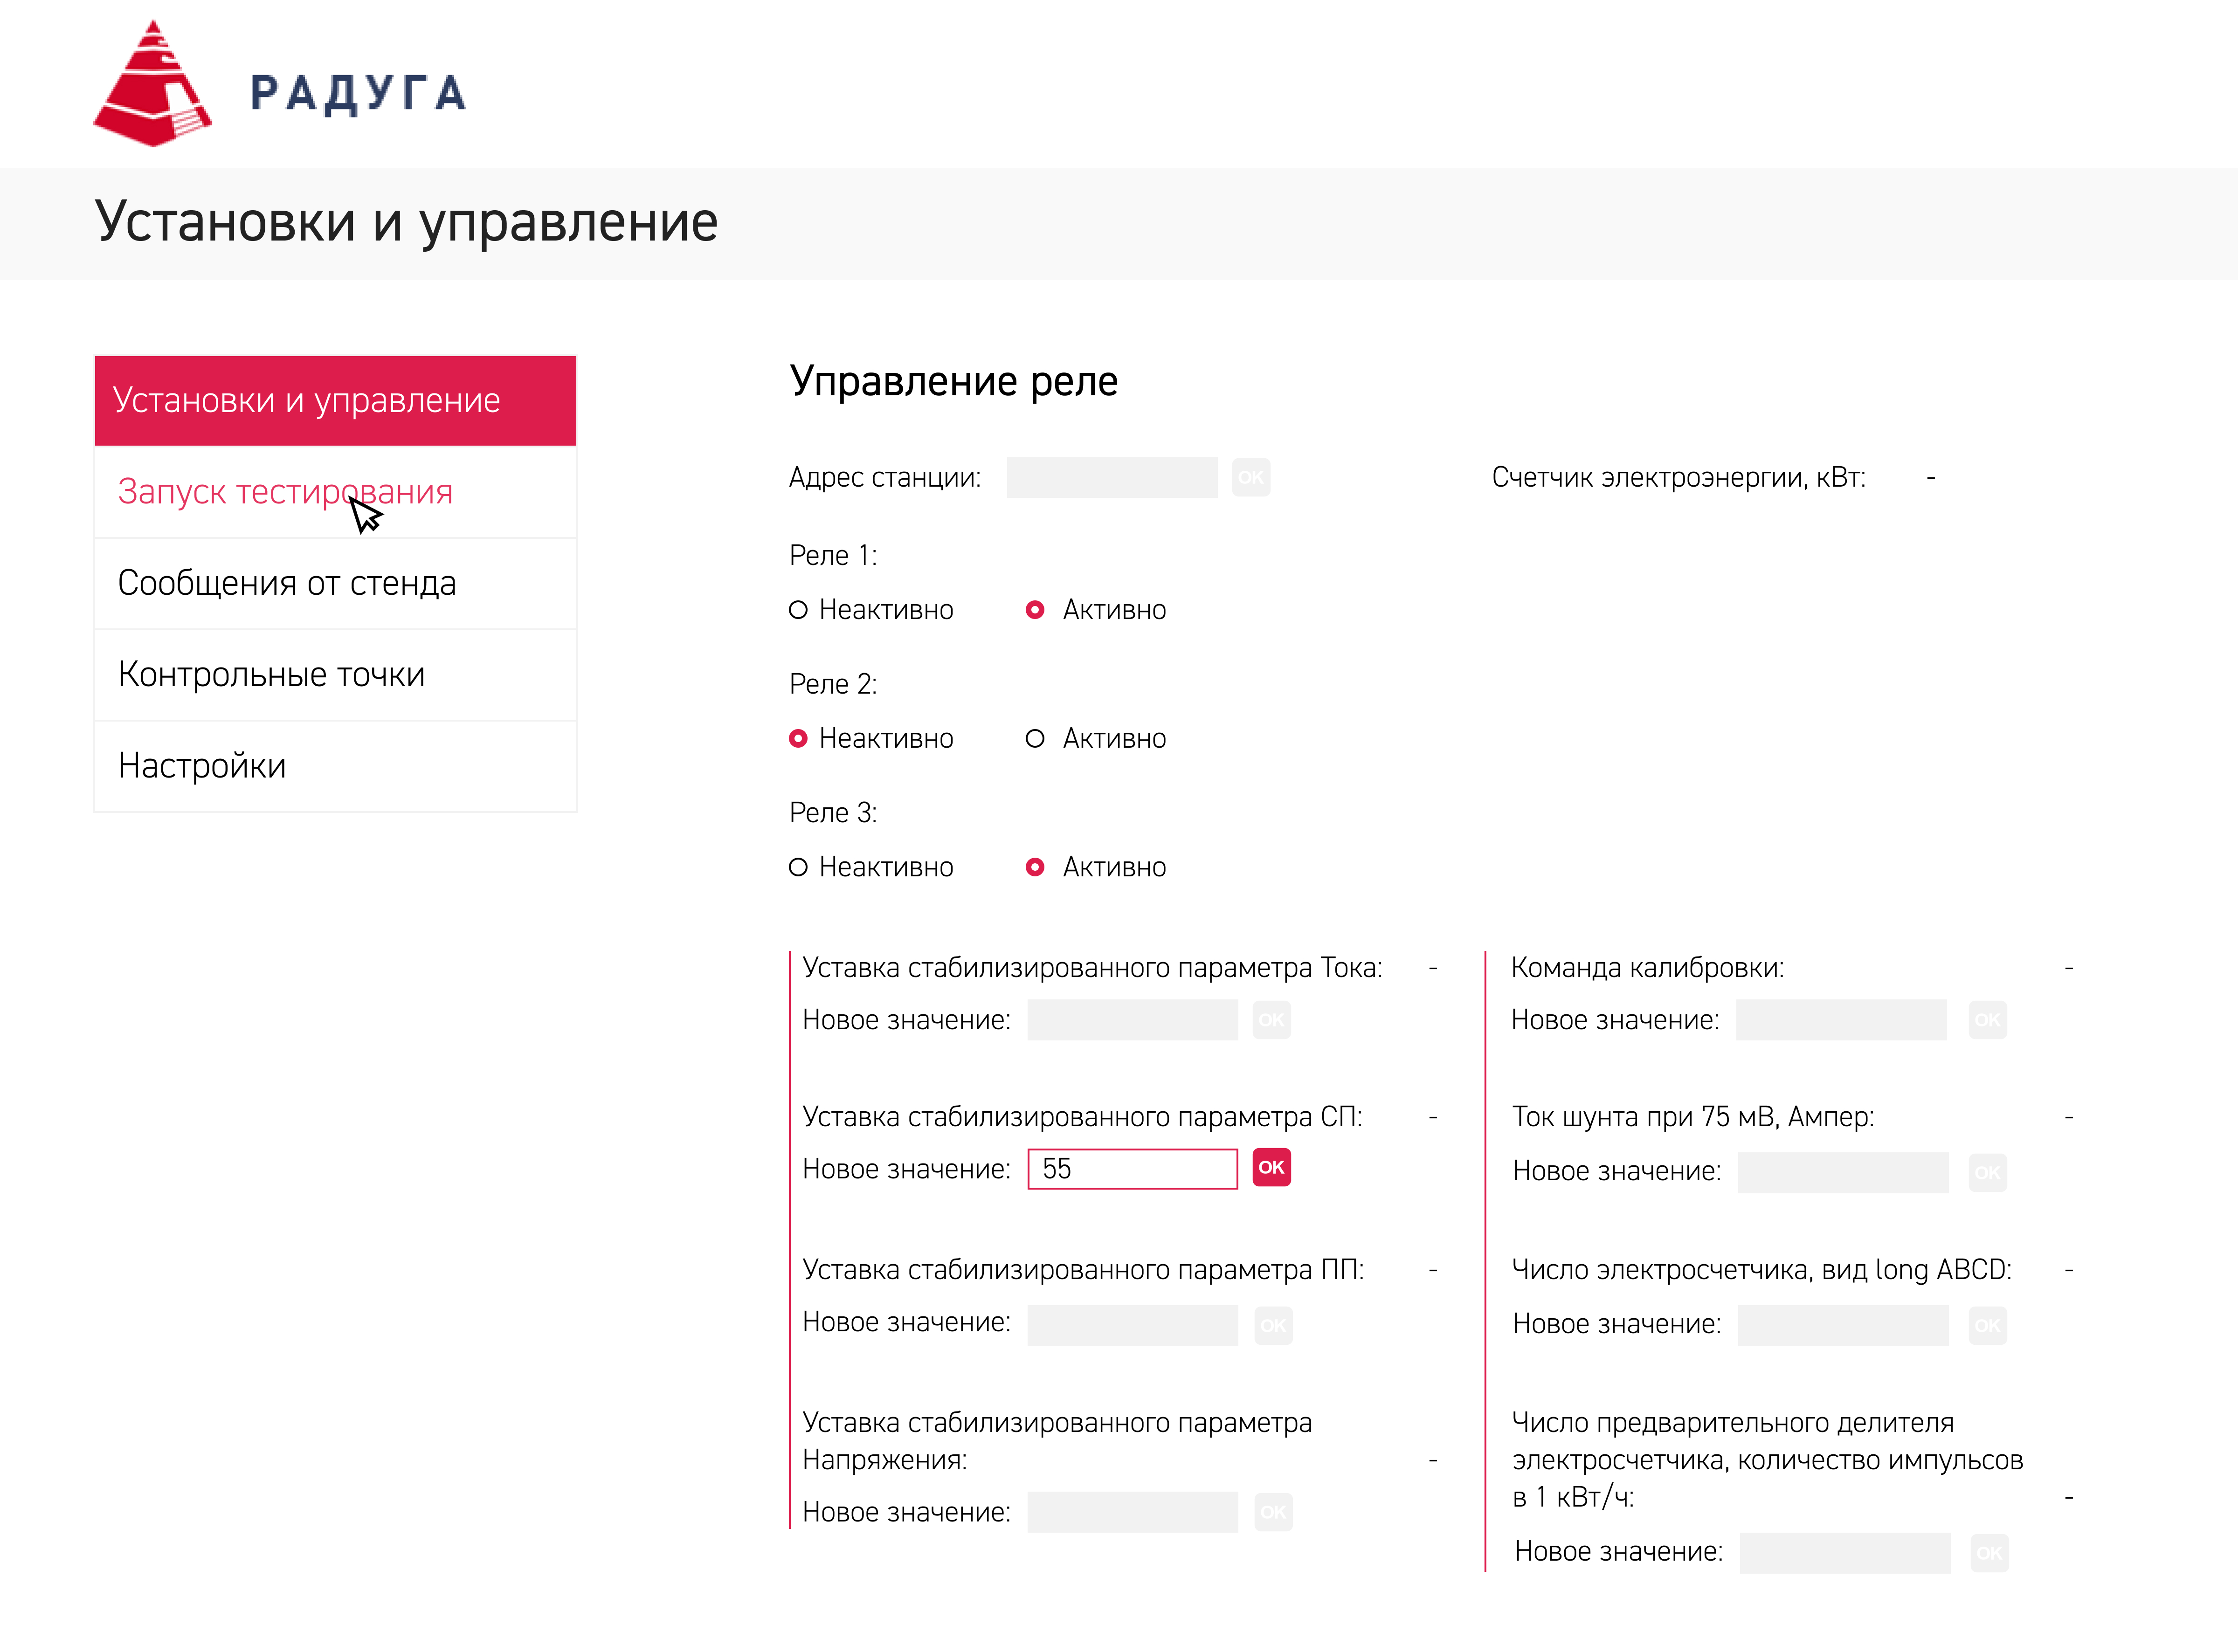 РАДУГА
Установки и управление
Установки и управление
Запуск тестирования
Сообщения от стенда
Контрольные точки
Настройки
Управление реле
Адрес станции: OK
Счетчик электроэнергии, кВт: -
Реле 1:
Неактивно Активно
Реле 2:
Неактивно Активно
Реле 3:
Неактивно Активно
Уставка стабилизированного параметра Тока: -
Новое значение: OK
Уставка стабилизированного параметра СП: -
Новое значение: 55 OK
Уставка стабилизированного параметра ПП: -
Новое значение: OK
Уставка стабилизированного параметра
Напряжения: -
Новое значение: OK
Команда калибровки: -
Новое значение: OK
Ток шунта при 75 мВ, Ампер: -
Новое значение: OK
Число электросчетчика, вид long ABCD: -
Новое значение: OK
Число предварительного делителя
электросчетчика, количество импульсов
в 1 кВт/ч: -
Новое значение: OK